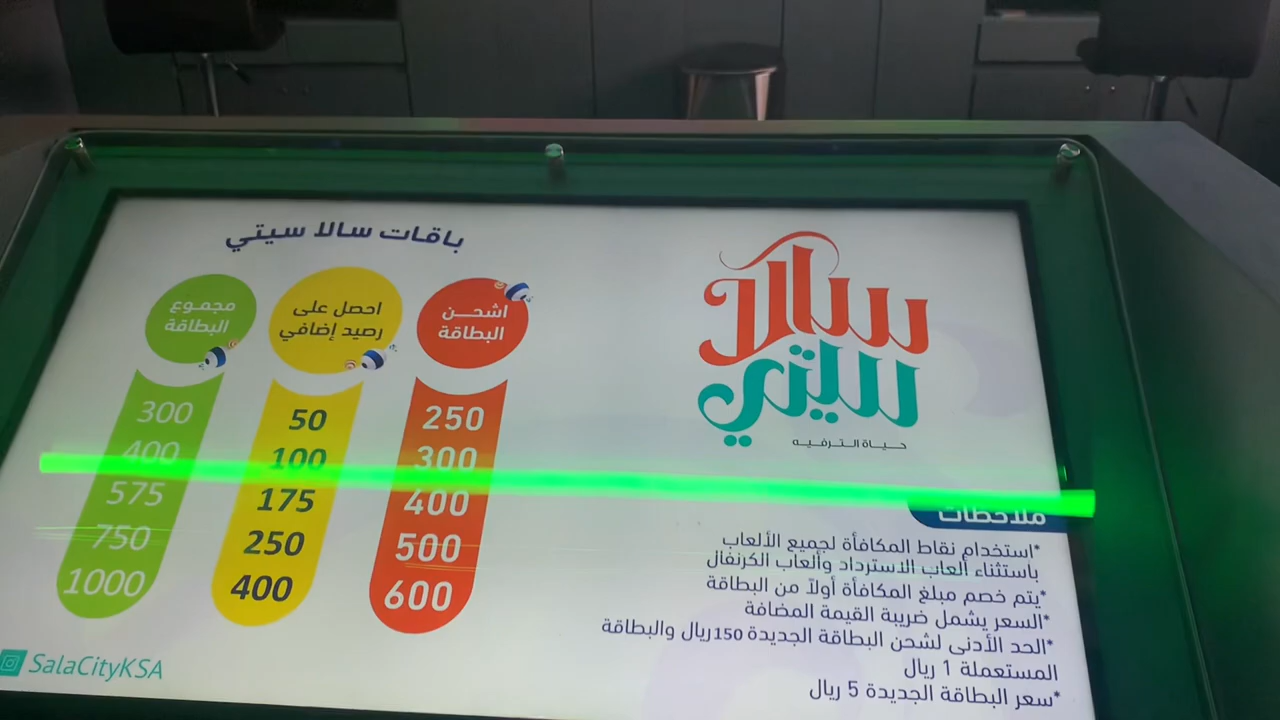 سالا
سيتي
حياة الترفيه
باقات سالا سيتي
اشحن
البطاقة
احصل على
رصيد إضافي
مجموع
البطاقة
250 50 300
300 100 400
400 175 575
500 250 750
600 400 1000
ملاحظات
*استخدام نقاط المكافأة لجميع الألعاب
باستثناء ألعاب الاسترداد وألعاب الكرنفال
*يتم خصم مبلغ المكافأة أولاً من البطاقة
*السعر يشمل ضريبة القيمة المضافة
*الحد الأدنى لشحن البطاقة الجديدة 150ريال والبطاقة
المستعملة 1 ريال
*سعر البطاقة الجديدة 5 ريال
SalaCityKSA